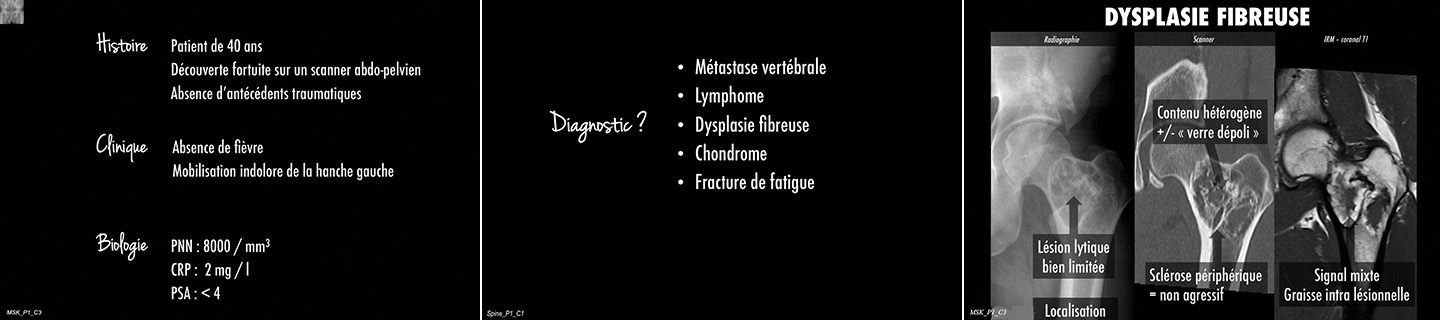 Histoire
Patient de 40 ans
Découverte fortuite sur un scanner abdo-pelvien
Absence d'antécédents traumatiques
Clinique
Absence de fièvre
Mobilisation indolore de la hanche gauche
Biologie
PNN : 8000 / mm³
CRP : 2 mg / l
PSA : < 4
MSK_P1_C3
Diagnostic ?
• Métastase vertébrale
• Lymphome
• Dysplasie fibreuse
• Chondrome
• Fracture de fatigue
Spine_P1_C1
DYSPLASIE FIBREUSE
Radiographie
Scanner
IRM – coronal T1
Contenu hétérogène
+/- « verre dépoli »
Lésion lytique
bien limitée
Sclérose périphérique
= non agressif
Signal mixte
Graisse intra lésionnelle
Localisation
MSK_P1_C3